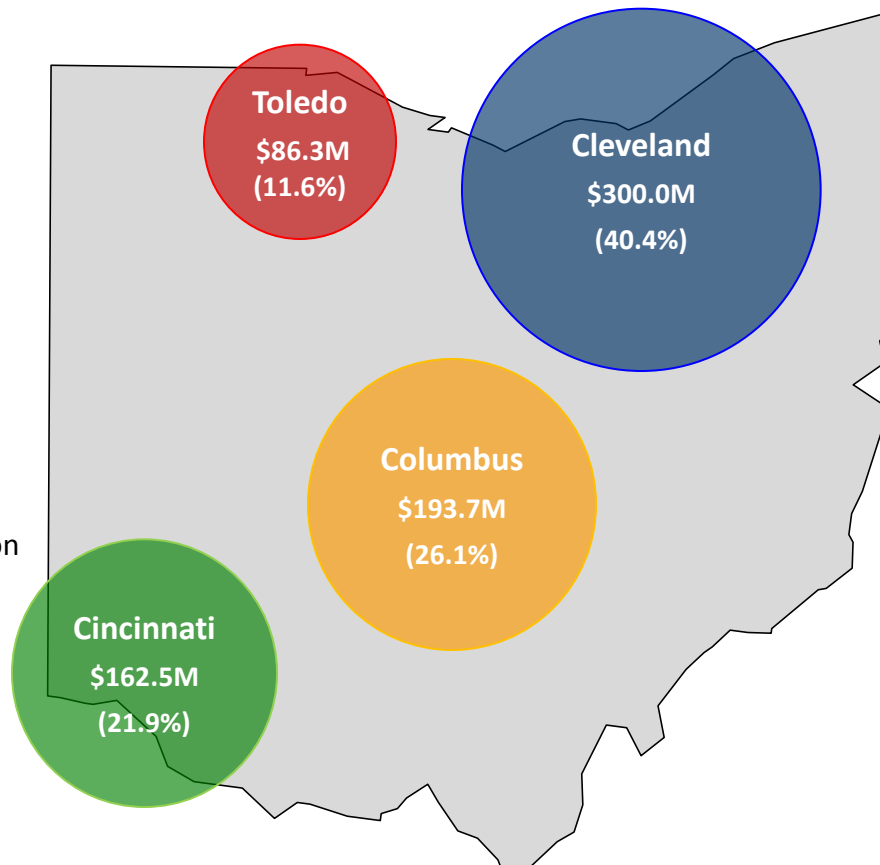 Toledo
$86.3M
(11.6%)
Cleveland
$300.0M
(40.4%)
Columbus
$193.7M
(26.1%)
on
Cincinnati
$162.5M
(21.9%)